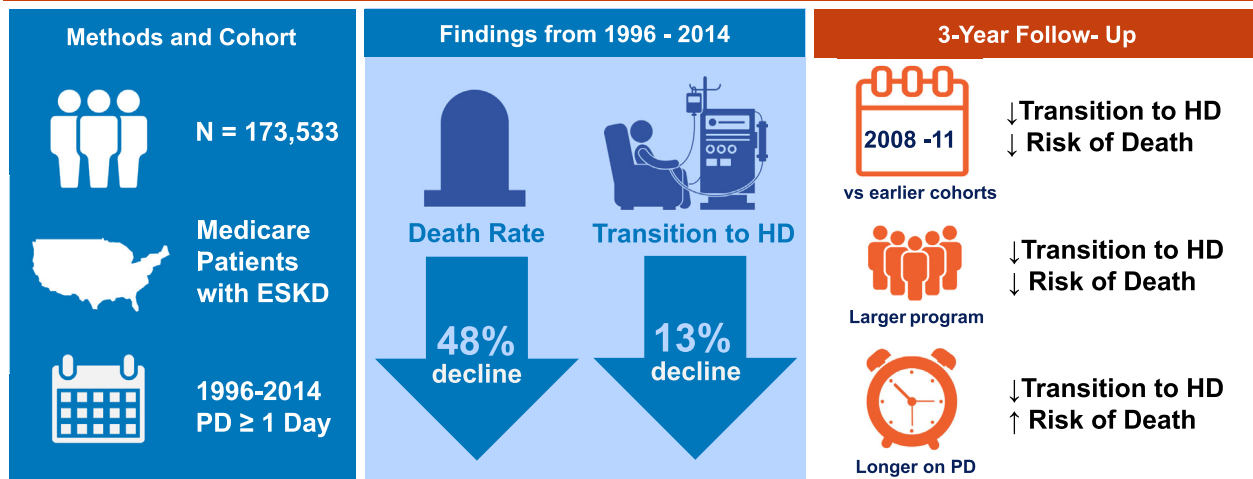 Methods and Cohort
N = 173,533
Medicare
Patients
with ESKD
1996-2014
PD ≥ 1 Day
Findings from 1996 - 2014
Death Rate
48%
decline
Transition to HD
13%
decline
3-Year Follow- Up
2008 -11
vs earlier cohorts
↓Transition to HD
↓ Risk of Death
Larger program
↓Transition to HD
↓ Risk of Death
Longer on PD
↓Transition to HD
↑ Risk of Death